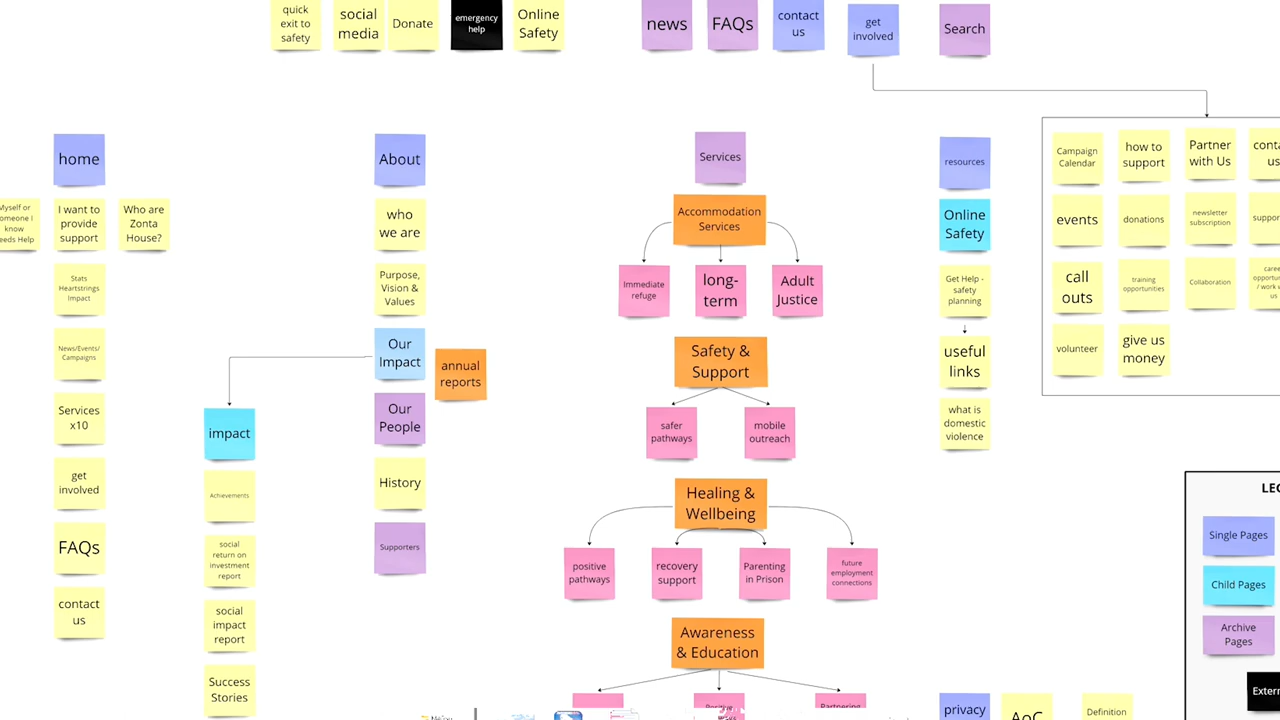 quick
exit to
safety
social
media
Donate
emergency
help
Online
Safety
news
FAQs
contact
us
get
involved
Search
home
I want to
provide
support
Who are
Zonta
House?
Stats
Heartstrings
Impact
News/Events/
Campaigns
Services
x10
get
involved
FAQs
contact
us
impact
Achievements
social
return on
investment
report
social
impact
report
Success
Stories
About
who
we are
Purpose,
Vision &
Values
Our
Impact
annual
reports
Our
People
History
Supporters
Services
Accommodation
Services
Immediate
refuge
long-
term
Adult
Justice
Safety &
Support
safer
pathways
mobile
outreach
Healing &
Wellbeing
positive
pathways
recovery
support
Parenting
in Prison
future
employment
connections
Awareness
& Education
resources
Online
Safety
Get Help -
safety
planning
useful
links
what is
domestic
violence
privacy
Definition
Campaign
Calendar
how to
support
Partner
with Us
us
events
donations
newsletter
subscription
call
outs
training
opportunities
Collaboration
/ work
us
volunteer
give us
money
Single Pages
Child Pages
Archive
Pages